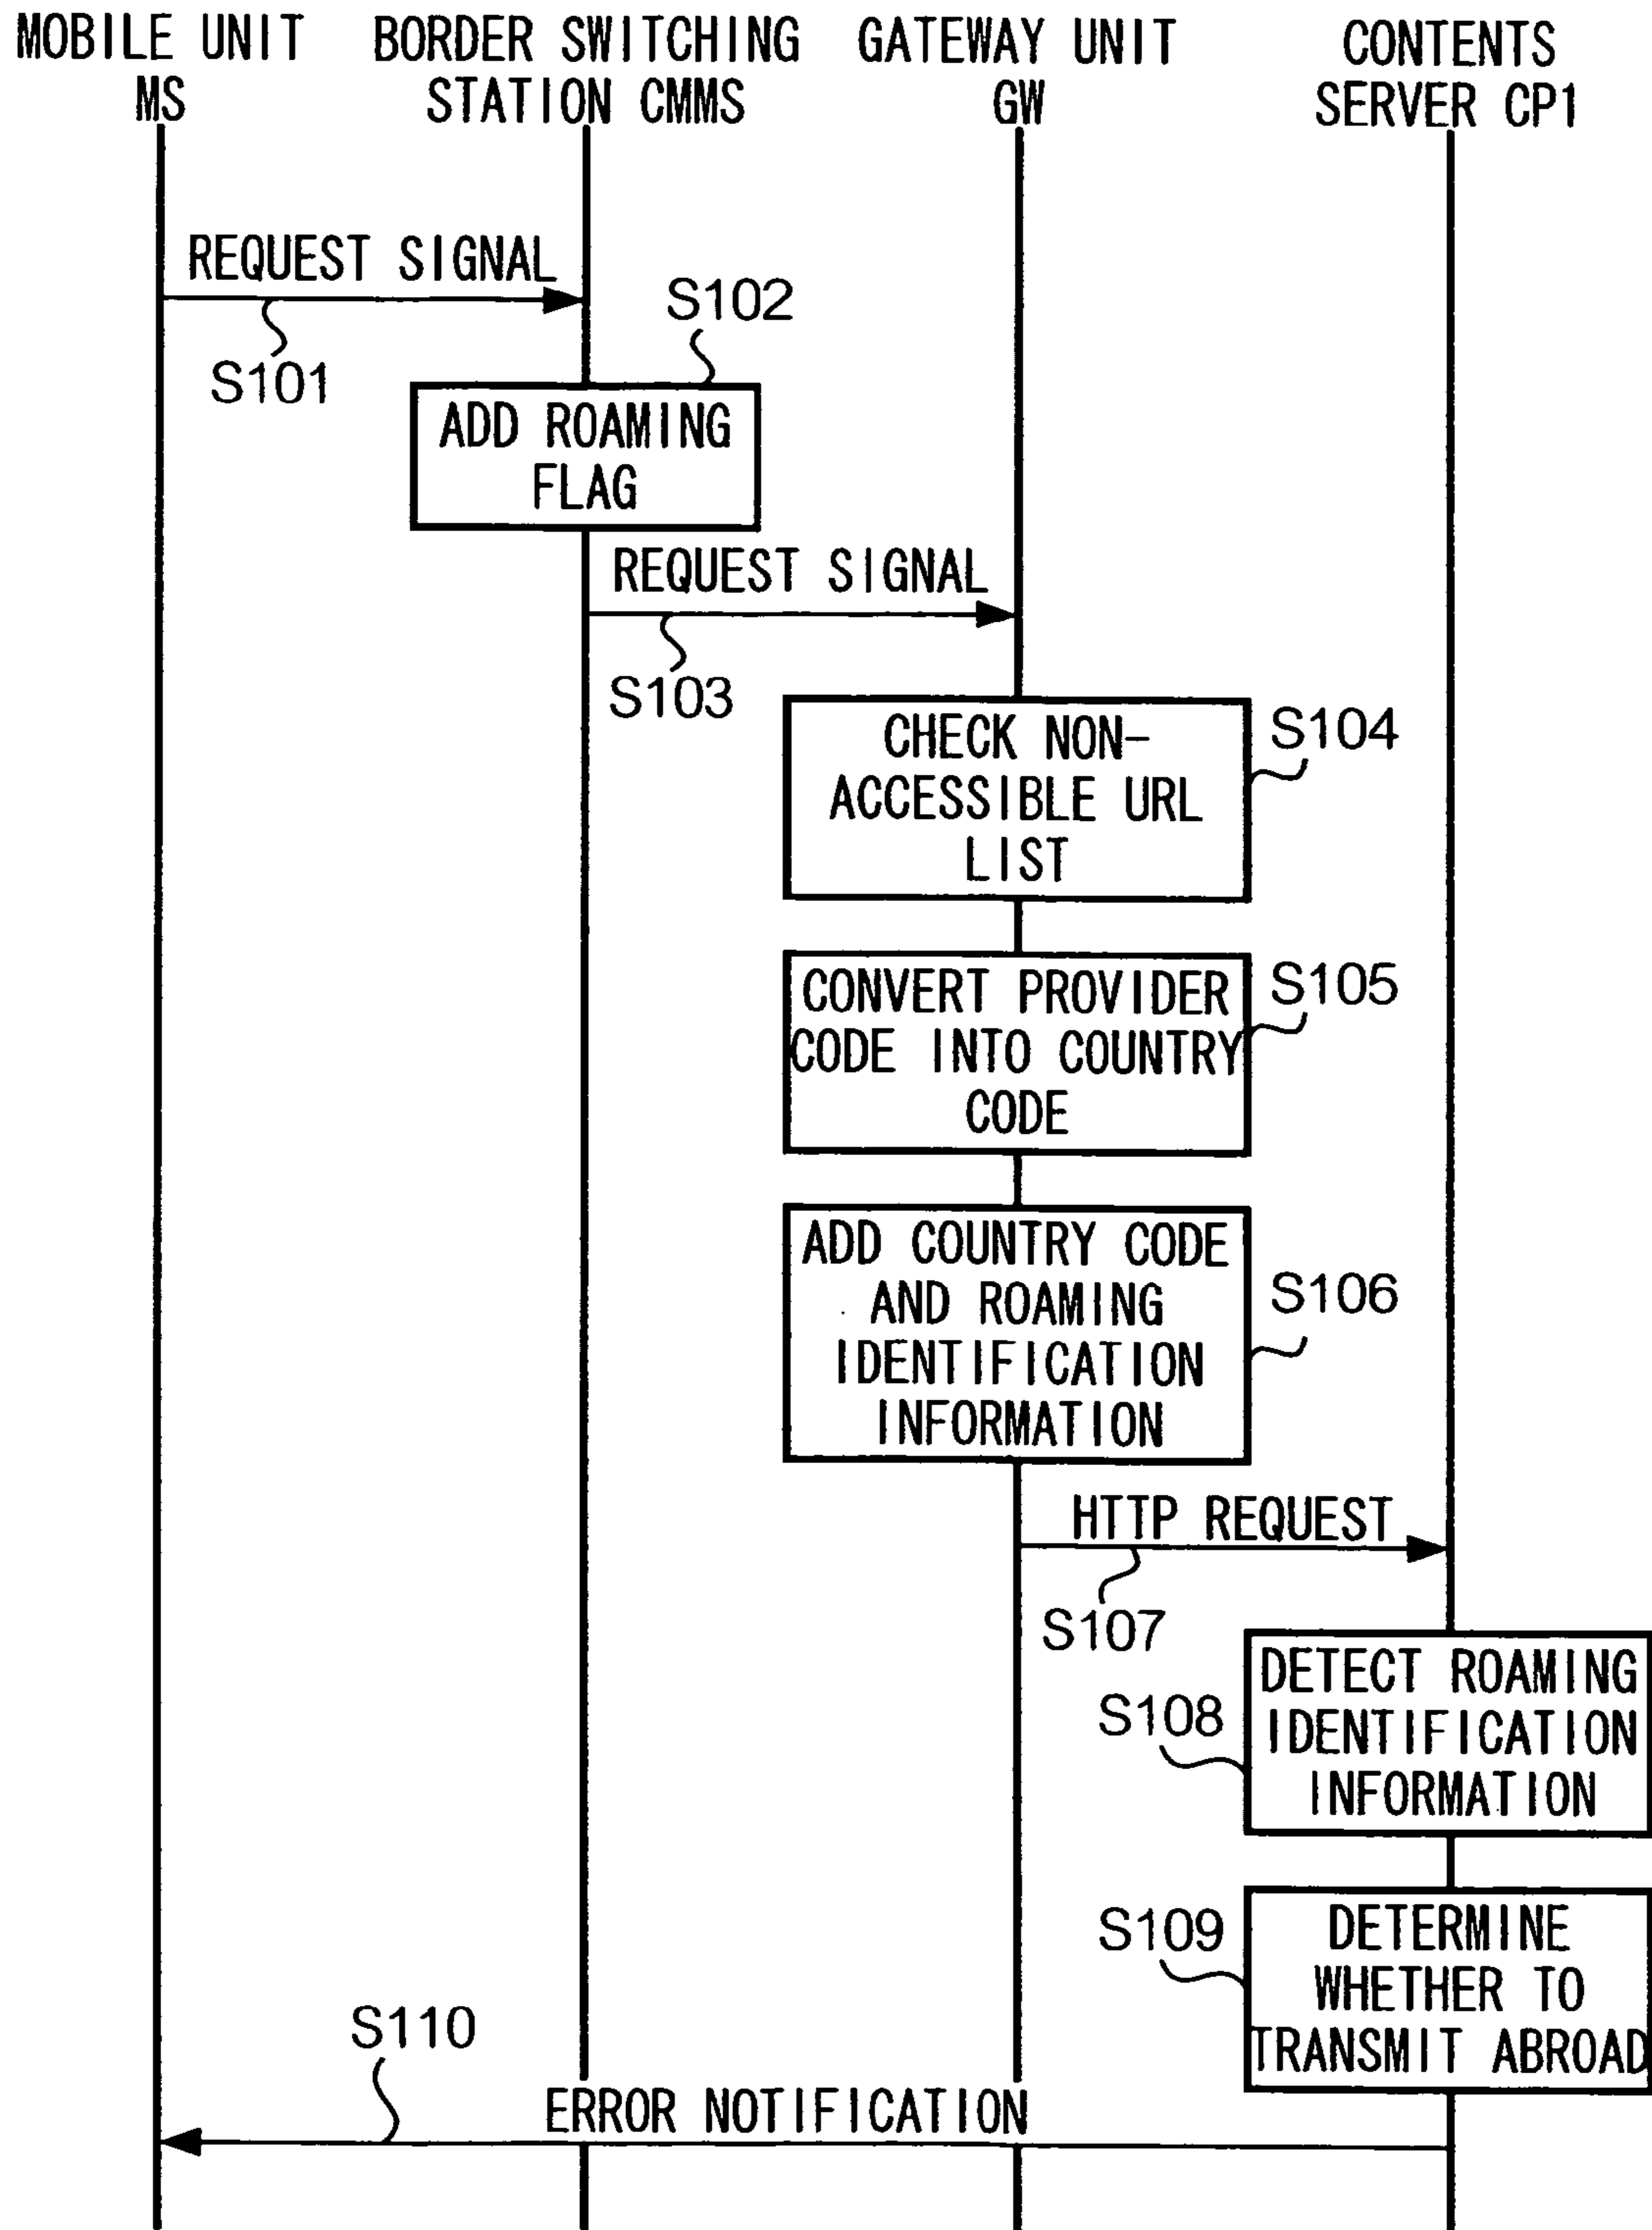 MOBILE UNIT
MS
BORDER SWITCHING
STATION CMMS
GATEWAY UNIT
GW
CONTENTS
SERVER CP1
REQUEST SIGNAL
S101
S102
ADD ROAMING
FLAG
REQUEST SIGNAL
S103
CHECK NON-
ACCESSIBLE URL
LIST
S104
CONVERT PROVIDER
CODE INTO COUNTRY
CODE
S105
ADD COUNTRY CODE
AND ROAMING
IDENTIFICATION
INFORMATION
S106
HTTP REQUEST
S107
DETECT ROAMING
IDENTIFICATION
INFORMATION
S108
DETERMINE
WHETHER TO
TRANSMIT ABROAD
S109
S110
ERROR NOTIFICATION